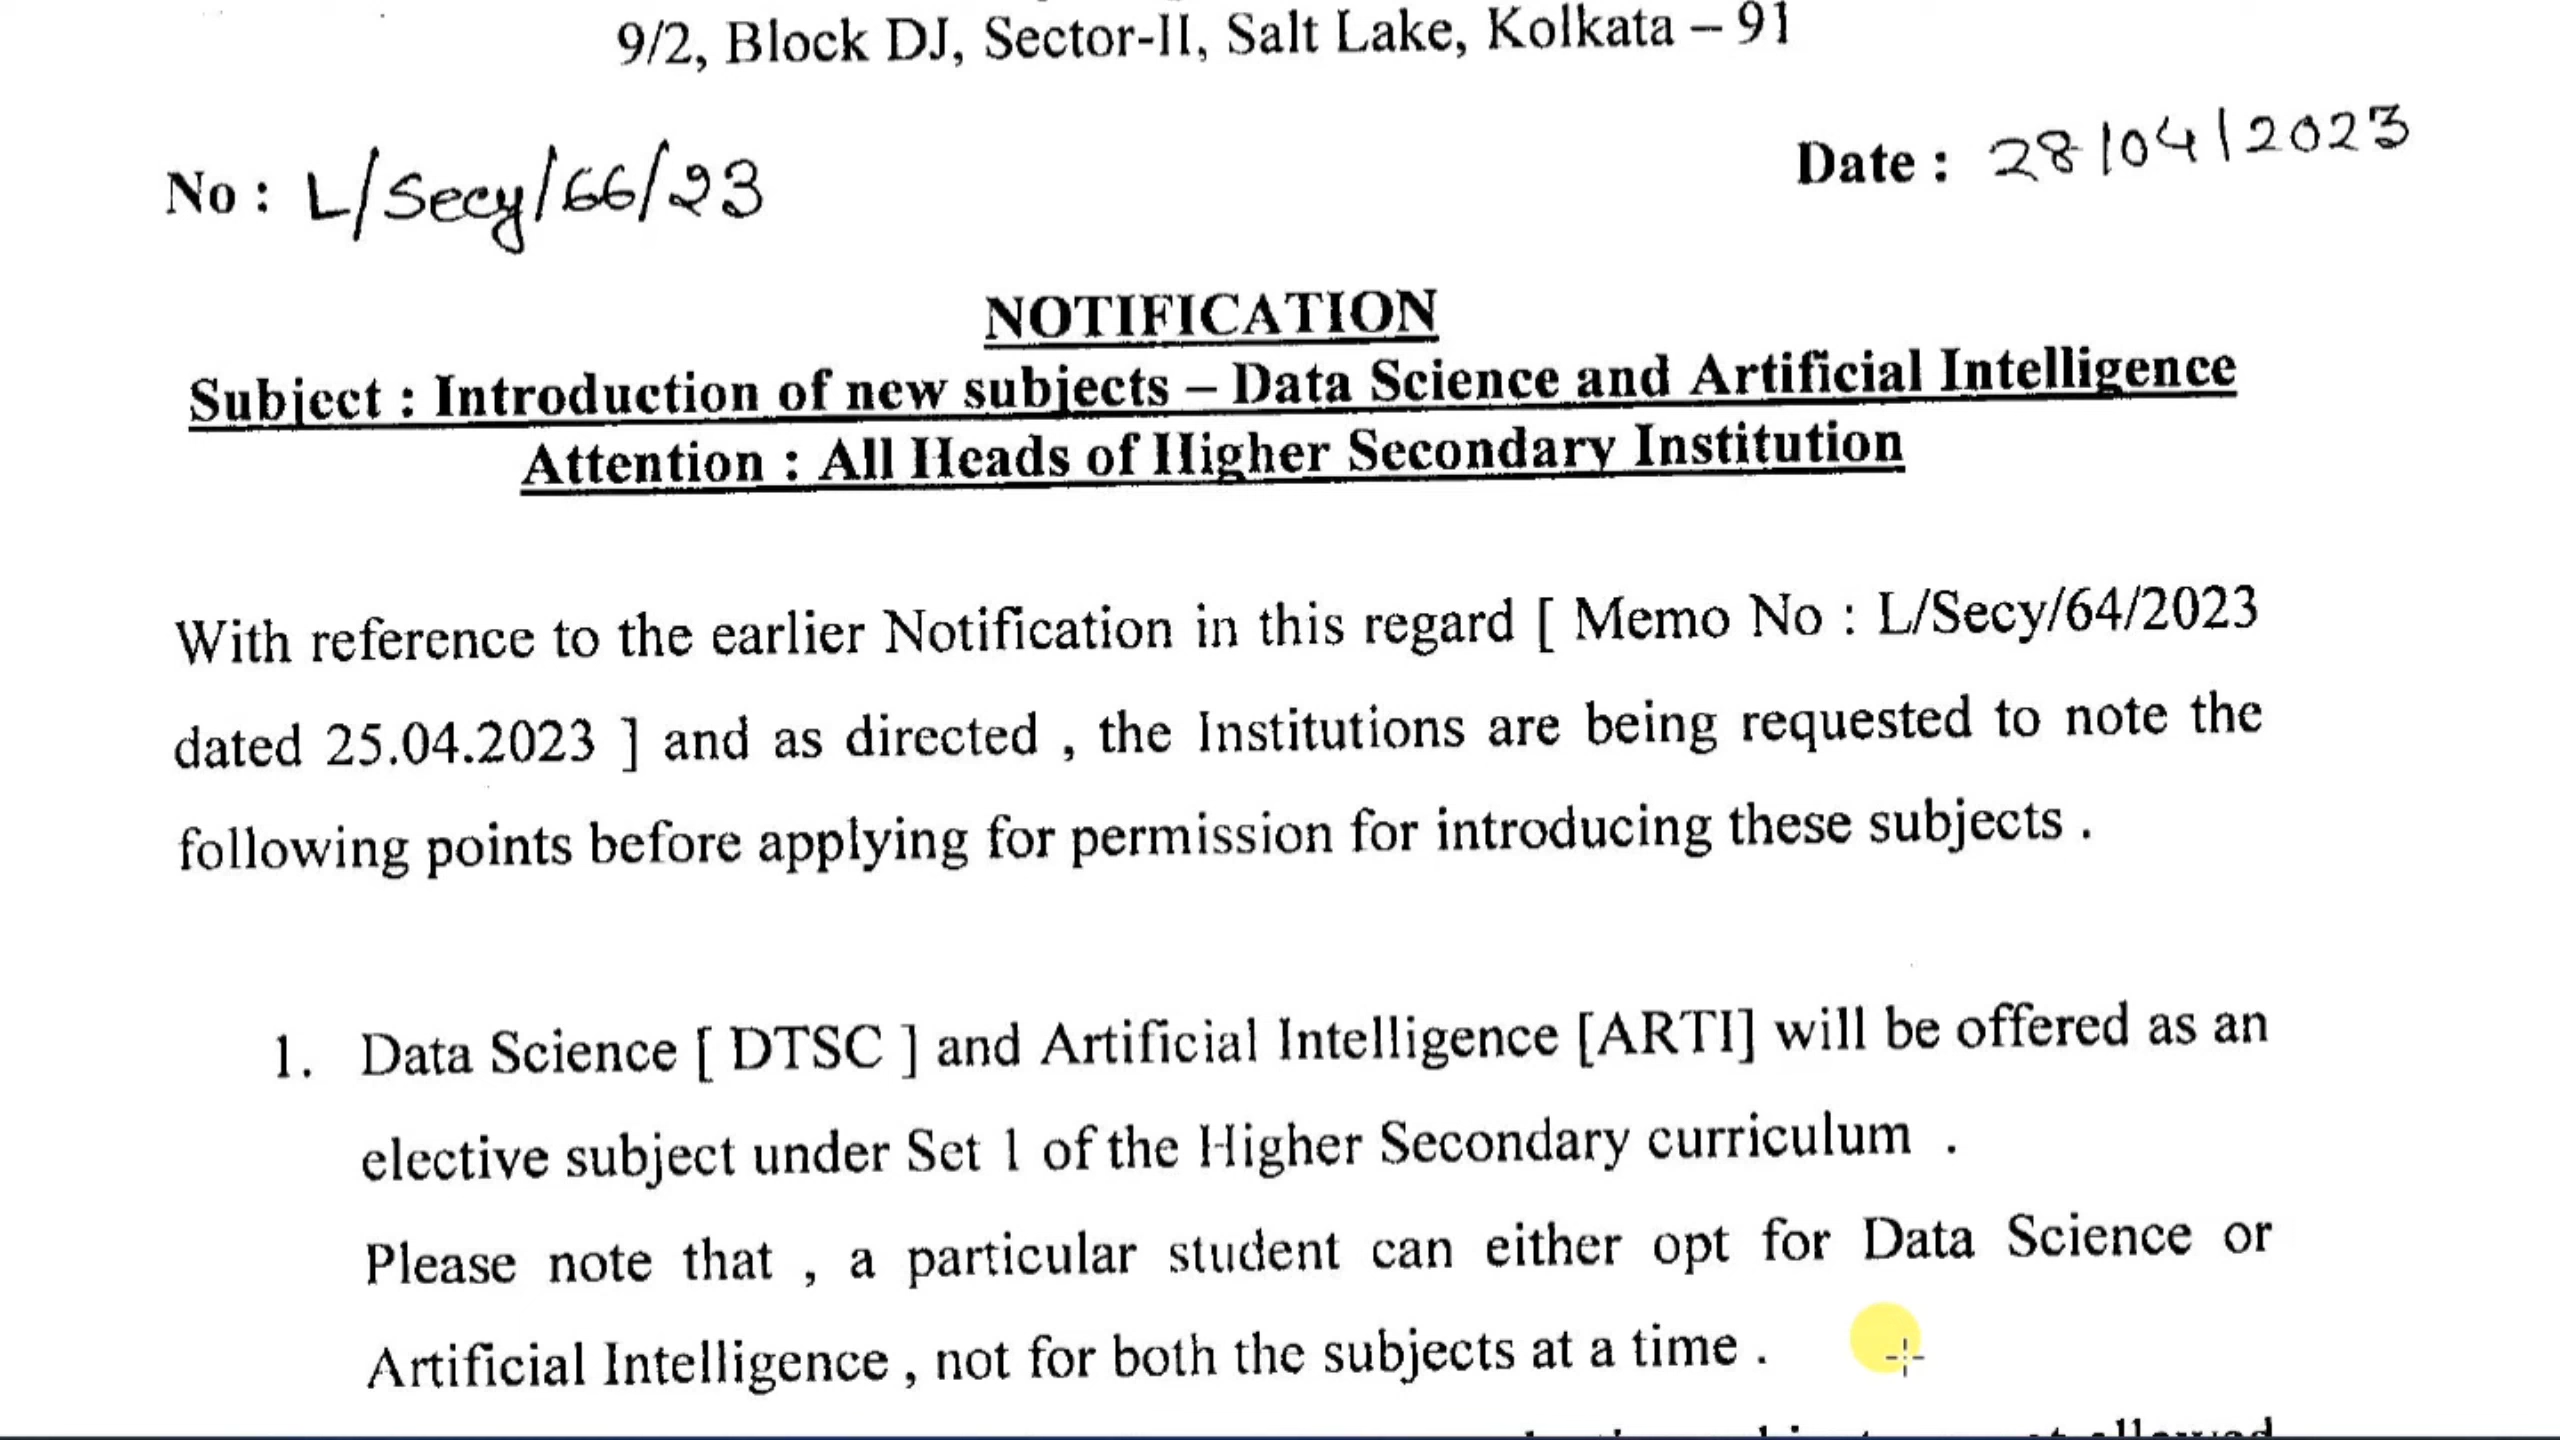 9/2, Block DJ, Sector-II, Salt Lake, Kolkata – 91
No : L/Secy/66/23
Date : 28/04/2023
NOTIFICATION
Subject : Introduction of new subjects – Data Science and Artificial Intelligence
Attention : All Heads of Higher Secondary Institution
With reference to the earlier Notification in this regard [ Memo No : L/Secy/64/2023
dated 25.04.2023 ] and as directed , the Institutions are being requested to note the
following points before applying for permission for introducing these subjects .
1. Data Science [ DTSC ] and Artificial Intelligence [ARTI] will be offered as an
elective subject under Set 1 of the Higher Secondary curriculum .
Please note that , a particular student can either opt for Data Science or
Artificial Intelligence , not for both the subjects at a time .